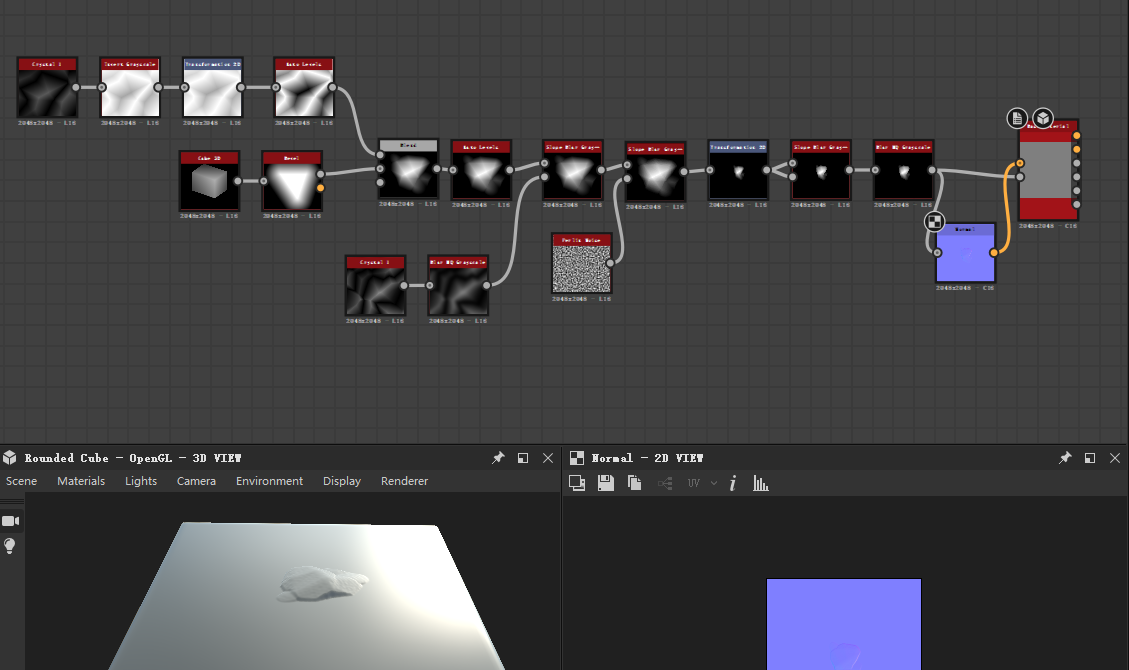 Crystal 1
Invert Grayscale
Transformation 2D
Auto Levels
2048x2048 - L16
2048x2048 - L16
2048x2048 - L16
2048x2048 - L16
Cube 3D
Bevel
2048x2048 - L16
2048x2048 - L16
Blend
Auto Levels
Slope Blur Gray—
Slope Blur Gray—
Transformation 2D
Slope Blur Gray—
Blur HQ Grayscale
2048x2048 - L16
2048x2048 - L16
2048x2048 - L16
2048x2048 - L16
2048x2048 - L16
2048x2048 - L16
2048x2048 - L16
2048x2048 - C16
Perlin Noise
2048x2048 - L16
Crystal 1
Blur HQ Grayscale
2048x2048 - L16
2048x2048 - L16
Normal
2048x2048 - C16
Rounded Cube - OpenGL - 3D VIEW
Scene Materials Lights Camera Environment Display Renderer
Normal - 2D VIEW
UV
i